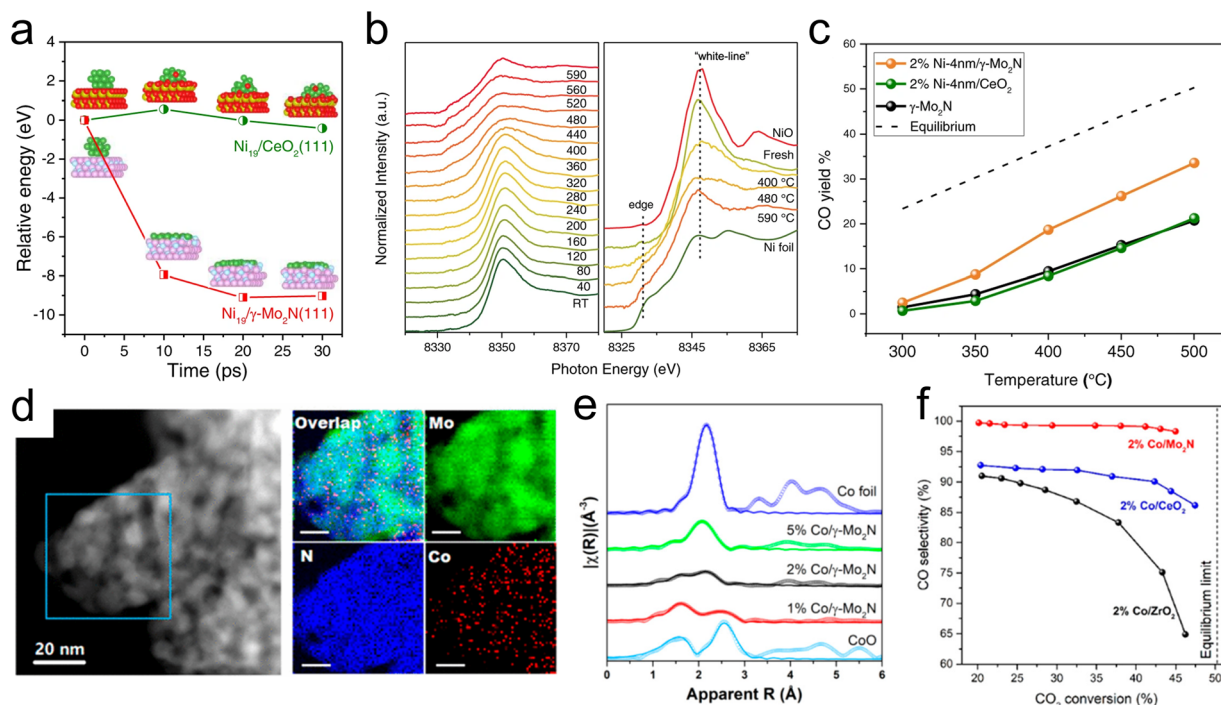 a
4
2
0
-2
-4
-6
-8
-10
Relative energy (eV)
Ni19/CeO2(111)
Ni19/γ-Mo2N(111)
0 5 10 15 20 25 30 35
Time (ps)
b
Normalized Intensity (a.u.)
590
560
520
480
440
400
360
320
280
240
200
160
120
80
40
RT
8330 8350 8370
"white-line"
NiO
Fresh
400 °C
480 °C
590 °C
Ni foil
edge
8325 8345 8365
Photon Energy (eV)
c
60
50
40
30
20
10
0
CO yield %
2% Ni-4nm/γ-Mo2N
2% Ni-4nm/CeO2
γ-Mo2N
Equilibrium
300 350 400 450 500
Temperature (°C)
d
20 nm
Overlap
Mo
N
Co
e
|χ(R)|(Å-3)
Co foil
5% Co/γ-Mo2N
2% Co/γ-Mo2N
1% Co/γ-Mo2N
CoO
0 1 2 3 4 5 6
Apparent R (Å)
f
100
95
90
85
80
75
70
65
60
CO selectivity (%)
2% Co/Mo2N
2% Co/CeO2
2% Co/ZrO2
Equilibrium limit
20 25 30 35 40 45 50
CO2 conversion (%)